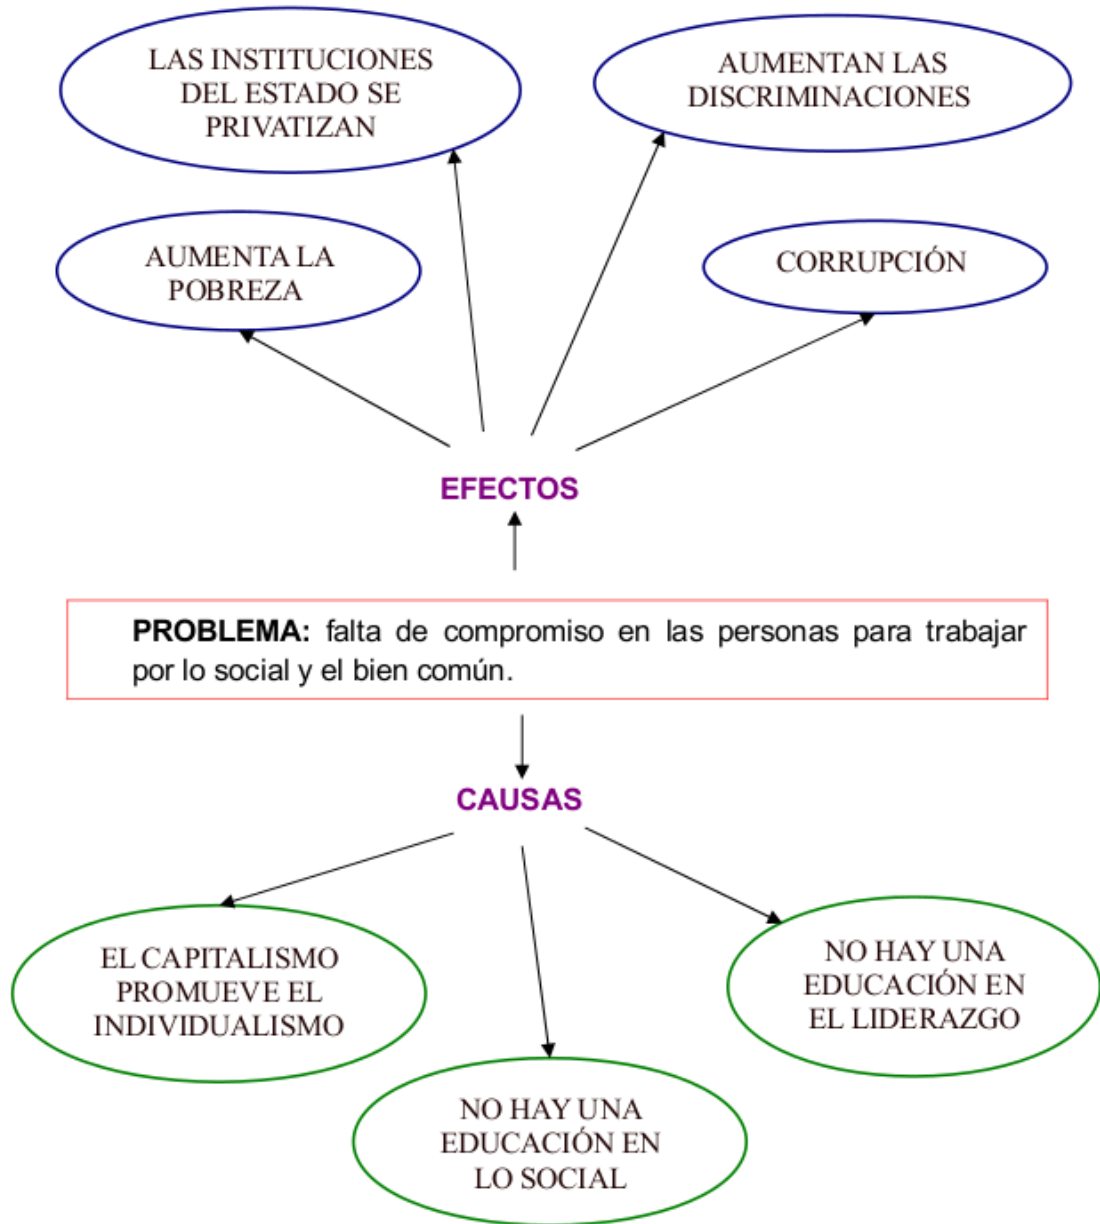 LAS INSTITUCIONES
DEL ESTADO SE
PRIVATIZAN
AUMENTAN LAS
DISCRIMINACIONES
AUMENTA LA
POBREZA
CORRUPCIÓN
EFECTOS
PROBLEMA: falta de compromiso en las personas para trabajar
por lo social y el bien común.
CAUSAS
EL CAPITALISMO
PROMUEVE EL
INDIVIDUALISMO
NO HAY UNA
EDUCACIÓN EN
LO SOCIAL
NO HAY UNA
EDUCACIÓN EN
EL LIDERAZGO